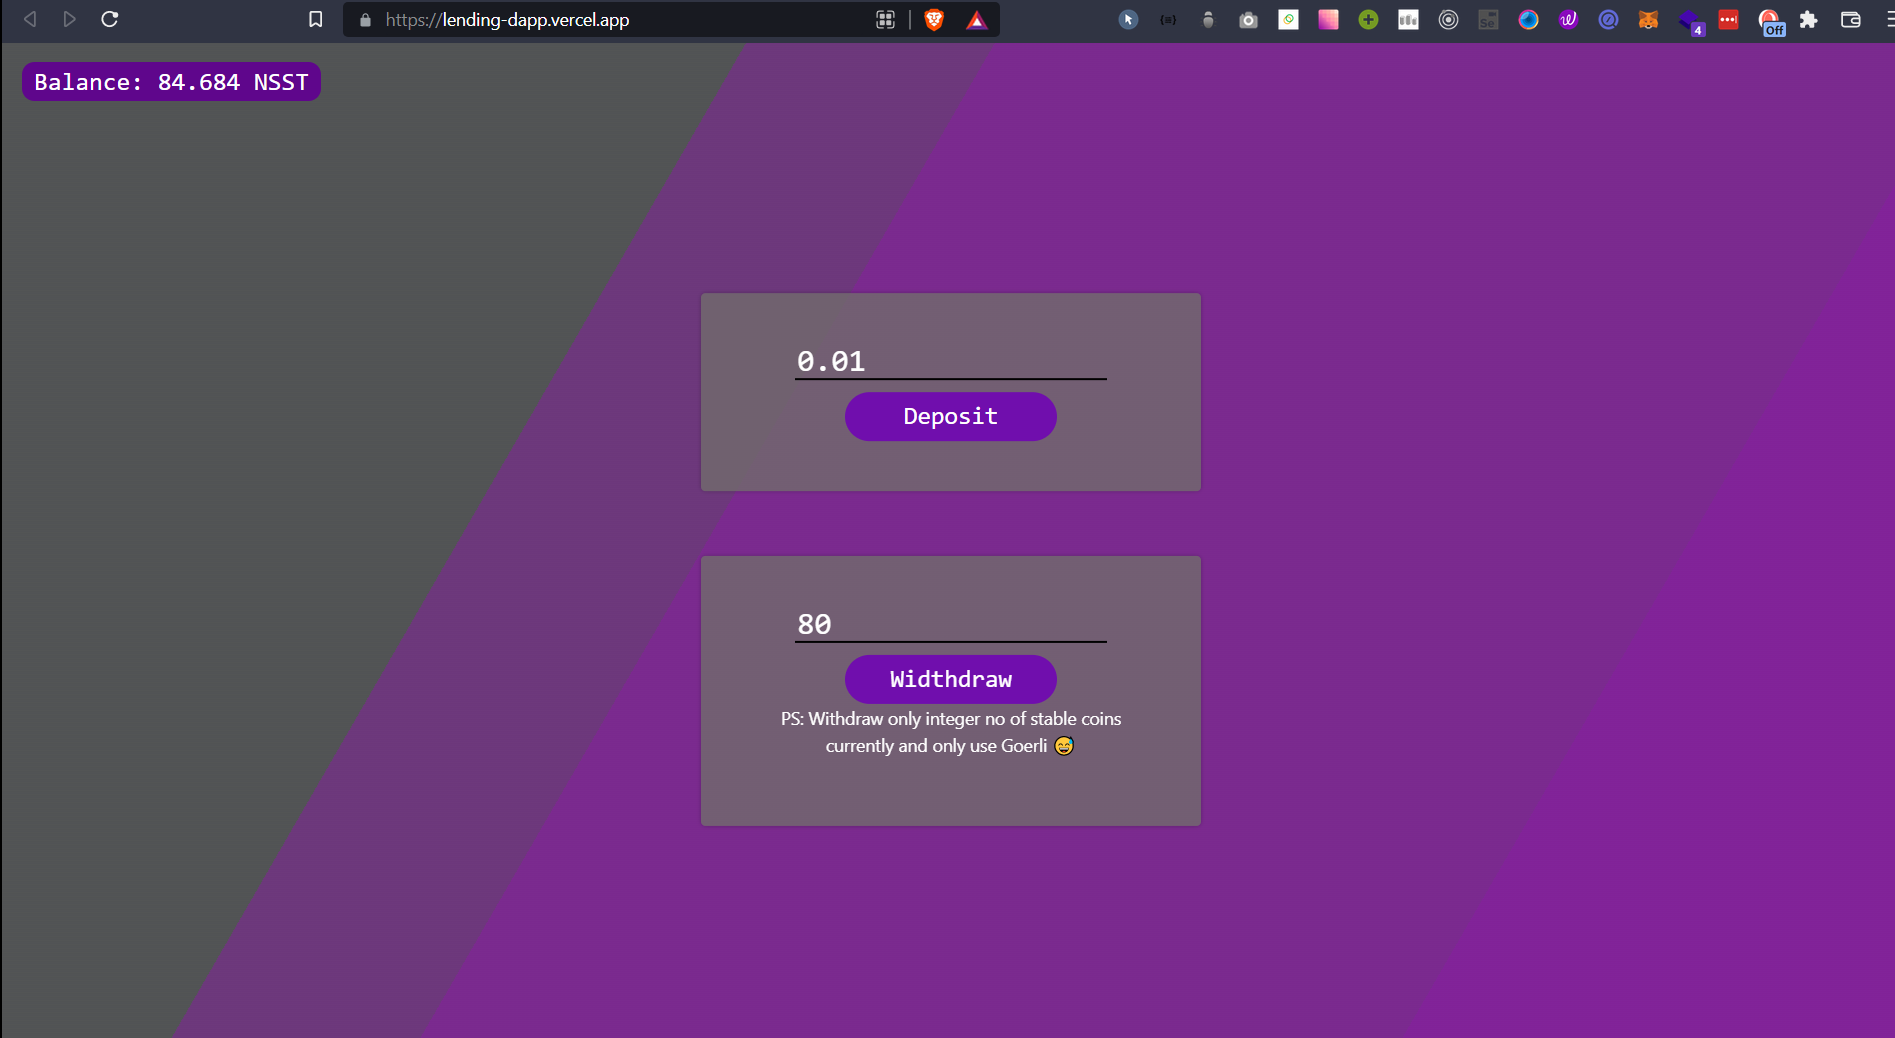 https://lending-dapp.vercel.app
4
Off
Balance: 84.684 NSST
0.01
Deposit
80
Widthdraw
PS: Withdraw only integer no of stable coins
currently and only use Goerli 😅